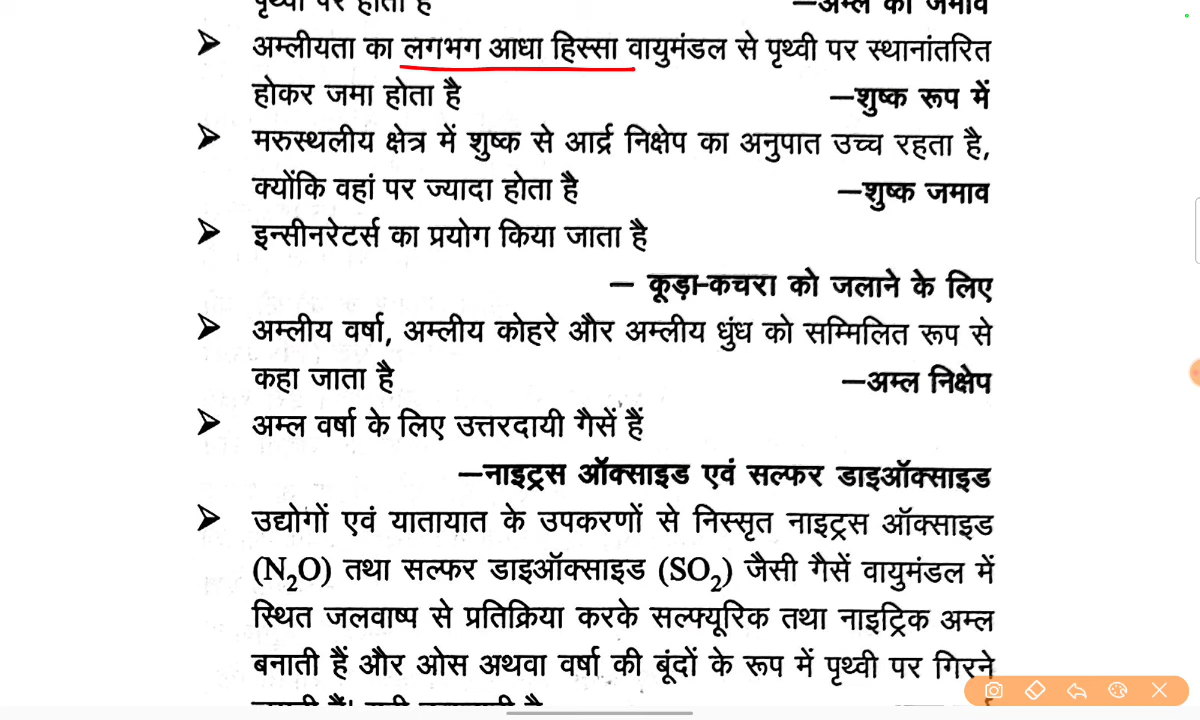 पृथ्वी पर होता है —अम्ल का जमाव
➤ अम्लीयता का लगभग आधा हिस्सा वायुमंडल से पृथ्वी पर स्थानांतरित
होकर जमा होता है —शुष्क रूप में
➤ मरुस्थलीय क्षेत्र में शुष्क से आर्द्र निक्षेप का अनुपात उच्च रहता है,
क्योंकि वहां पर ज्यादा होता है —शुष्क जमाव
➤ इन्सीनरेटर्स का प्रयोग किया जाता है
— कूड़ा-कचरा को जलाने के लिए
➤ अम्लीय वर्षा, अम्लीय कोहरे और अम्लीय धुंध को सम्मिलित रूप से
कहा जाता है —अम्ल निक्षेप
➤ अम्ल वर्षा के लिए उत्तरदायी गैसें हैं
—नाइट्रस ऑक्साइड एवं सल्फर डाइऑक्साइड
➤ उद्योगों एवं यातायात के उपकरणों से निस्सृत नाइट्रस ऑक्साइड
(N₂O) तथा सल्फर डाइऑक्साइड (SO₂) जैसी गैसें वायुमंडल में
स्थित जलवाष्प से प्रतिक्रिया करके सल्फ्यूरिक तथा नाइट्रिक अम्ल
बनाती हैं और ओस अथवा वर्षा की बूंदों के रूप में पृथ्वी पर गिरने